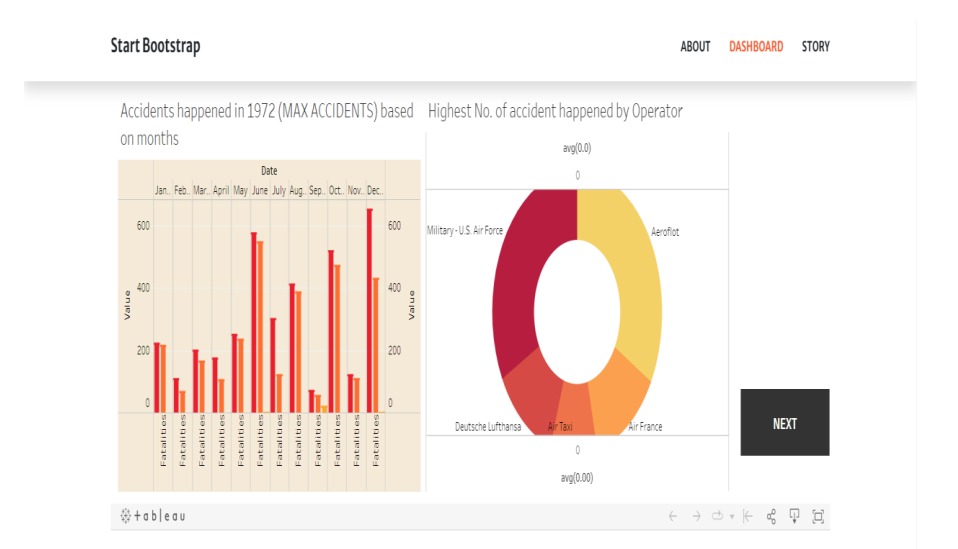 Start Bootstrap
ABOUT DASHBOARD STORY
Accidents happened in 1972 (MAX ACCIDENTS) based
on months
Highest No. of accident happened by Operator
Date
Jan.. Feb.. Mar.. April May June July Aug.. Sep.. Oct.. Nov.. Dec..
600
400
200
0
Value
600
400
200
0
Value
Fatalities
Fatalities
Fatalities
Fatalities
Fatalities
Fatalities
Fatalities
Fatalities
Fatalities
Fatalities
Fatalities
Fatalities
avg(0.0)
0
Military - U.S. Air Force
Aeroflot
Deutsche Lufthansa
Air Taxi
Air France
0
avg(0.00)
NEXT
+ableau